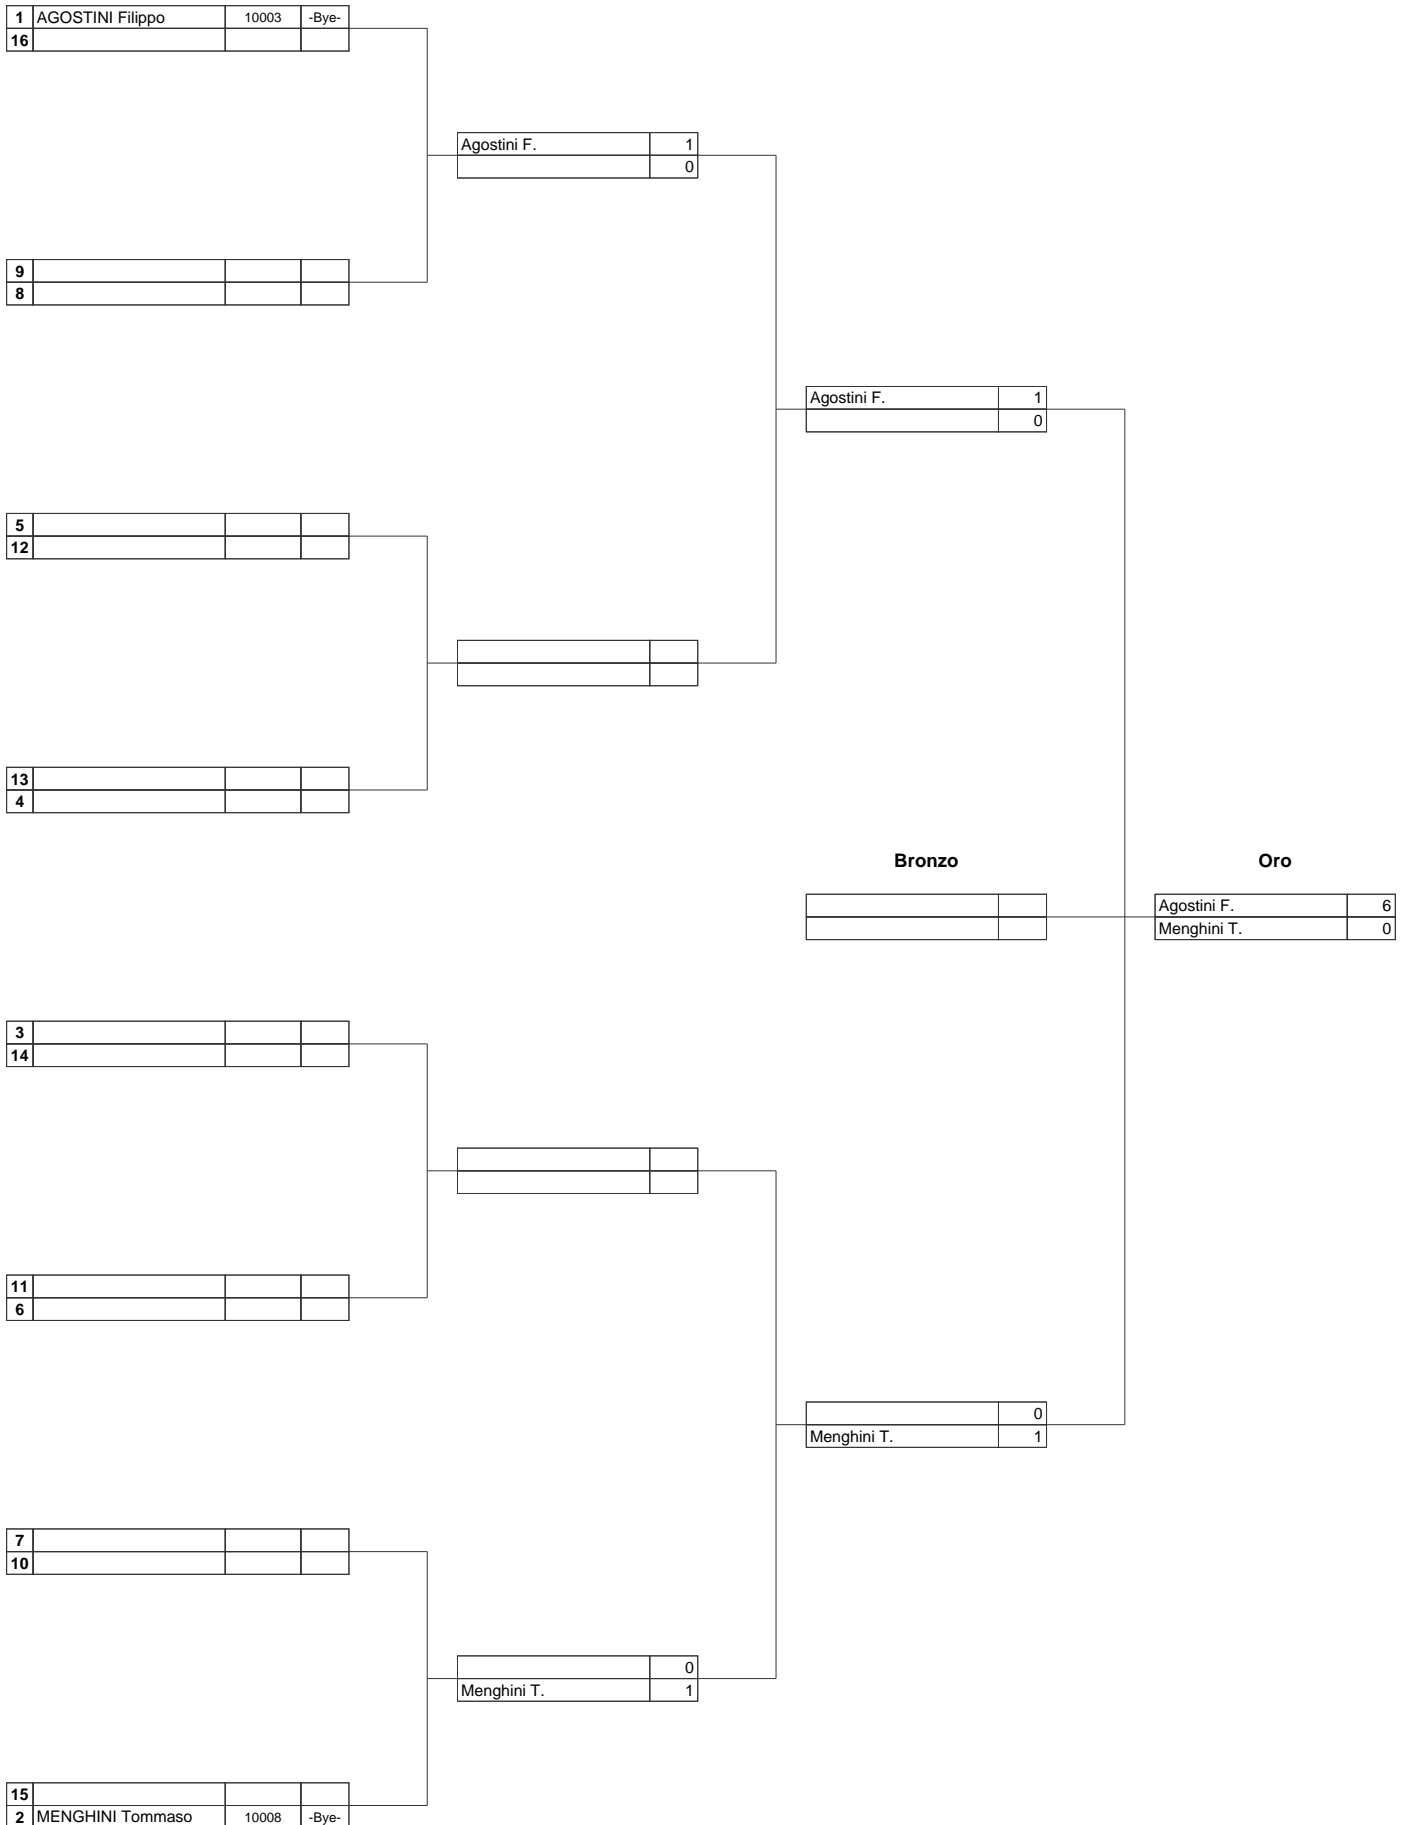 1 AGOSTINI Filippo 10003 -Bye-
16
Agostini F. 1
0
9
8
Agostini F. 1
0
5
12
13
4
Bronzo Oro
Agostini F. 6
Menghini T. 0
3
14
11
6
0
Menghini T. 1
7
10
0
Menghini T. 1
15
2 MENGHINI Tommaso 10008 -Bye-